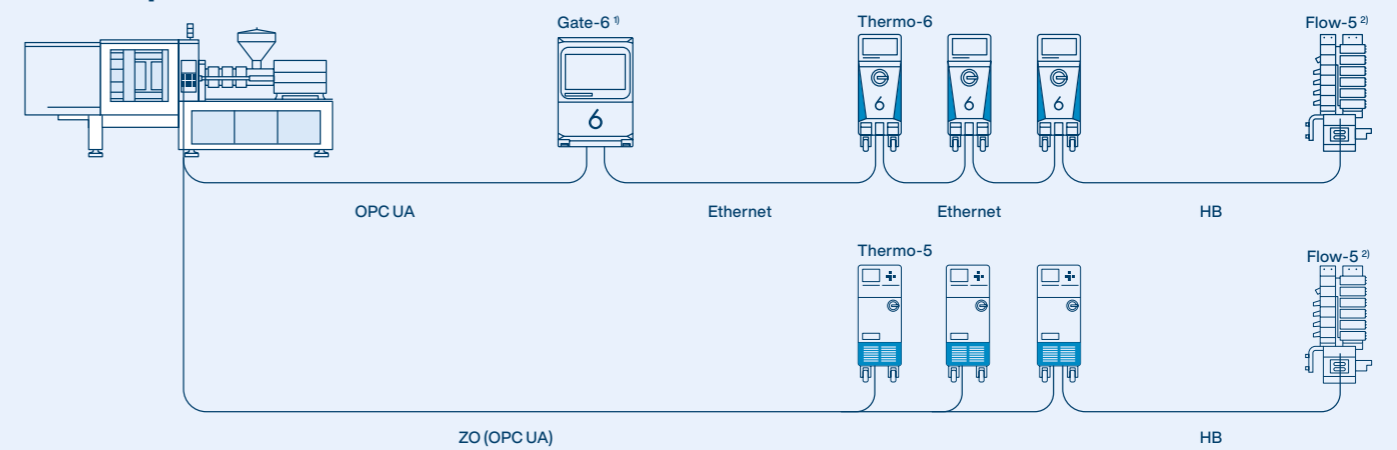 Gate-6 ¹⁾
Thermo-6
Flow-5 ²⁾
6
6
6
6
OPC UA
Ethernet
Ethernet
HB
Thermo-5
Flow-5 ²⁾
ZO (OPC UA)
HB